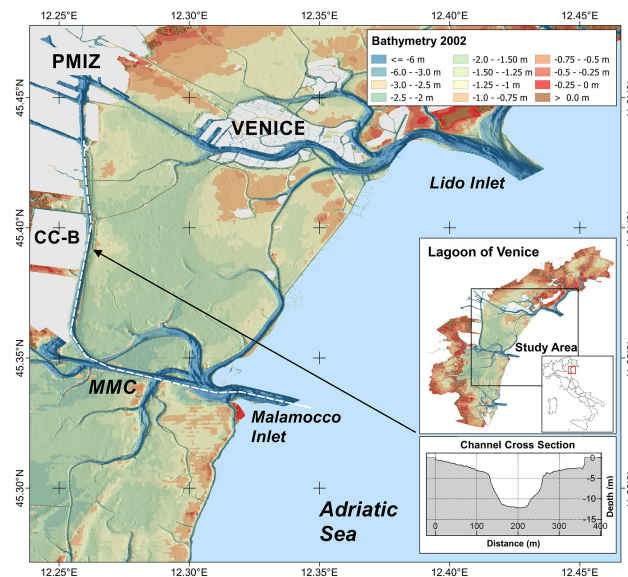 12.25°E 12.30°E 12.35°E 12.40°E 12.45°E
PMIZ
45.45°N
VENICE
Bathymetry 2002
<= -6 m
-6.0 - -3.0 m
-3.0 - -2.5 m
-2.5 - -2 m
-2.0 - -1.50 m
-1.50 - -1.25 m
-1.25 - -1 m
-1.0 - -0.75 m
-0.75 - -0.5 m
-0.5 - -0.25 m
-0.25 - 0 m
> 0.0 m
Lido Inlet
45.40°N
CC-B
Lagoon of Venice
Study Area
45.35°N
MMC
Malamocco
Inlet
45.30°N
Adriatic
Sea
Channel Cross Section
0
-5
-10
-15
Depth (m)
0 100 200 300 400
Distance (m)
12.25°E 12.30°E 12.35°E 12.40°E 12.45°E